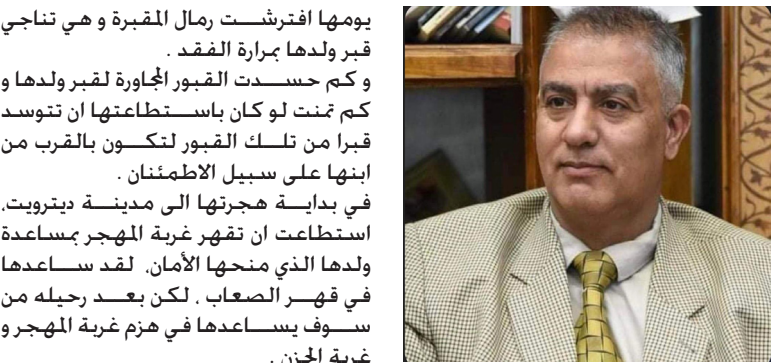 يومها افترشت رمال المقبرة و هي تناجي
قبر ولدها بمرارة الفقد .
و كم حسدت القبور المجاورة لقبر ولدها و
كم تمنت لو كان باستطاعتها ان تتوسد
قبرا من تلك القبور لتكون بالقرب من
ابنها على سبيل الاطمئنان .
في بداية هجرتها الى مدينة ديترويت،
استطاعت ان تقهر غربة المهجر بمساعدة
ولدها الذي منحها الأمان، لقد ساعدها
في قهر الصعاب ، لكن بعد رحيله من
سوف يساعدها في هزم غربة المهجر و
غربة الحزن .